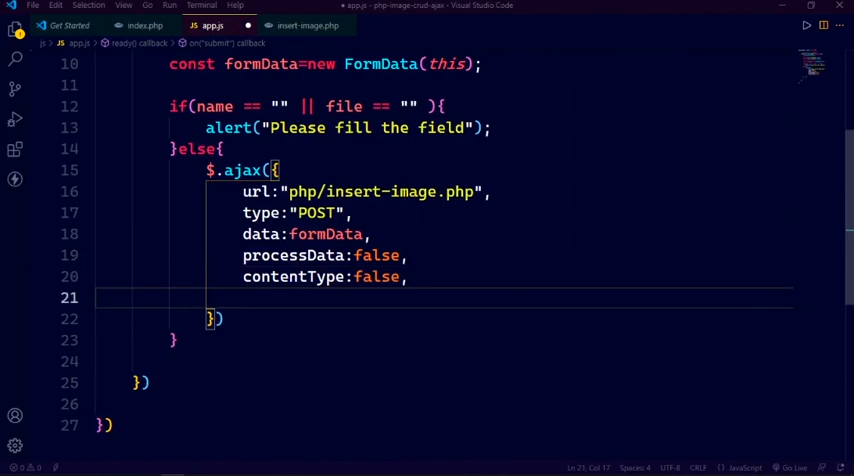 File Edit Selection View Go Run Terminal Help
● app.js - php-image-crud-ajax - Visual Studio Code
Get Started index.php JS app.js ● insert-image.php
js > JS app.js > ready() callback > on("submit") callback
10 const formData=new FormData(this);
11
12 if(name == "" || file == "" ){
13 alert("Please fill the field");
14 }else{
15 $.ajax({
16 url:"php/insert-image.php",
17 type:"POST",
18 data:formData,
19 processData:false,
20 contentType:false,
21
22 })
23 }
24
25 })
26
27 })
0 0 Ln 21, Col 17 Spaces: 4 UTF-8 CRLF {} JavaScript Go Live